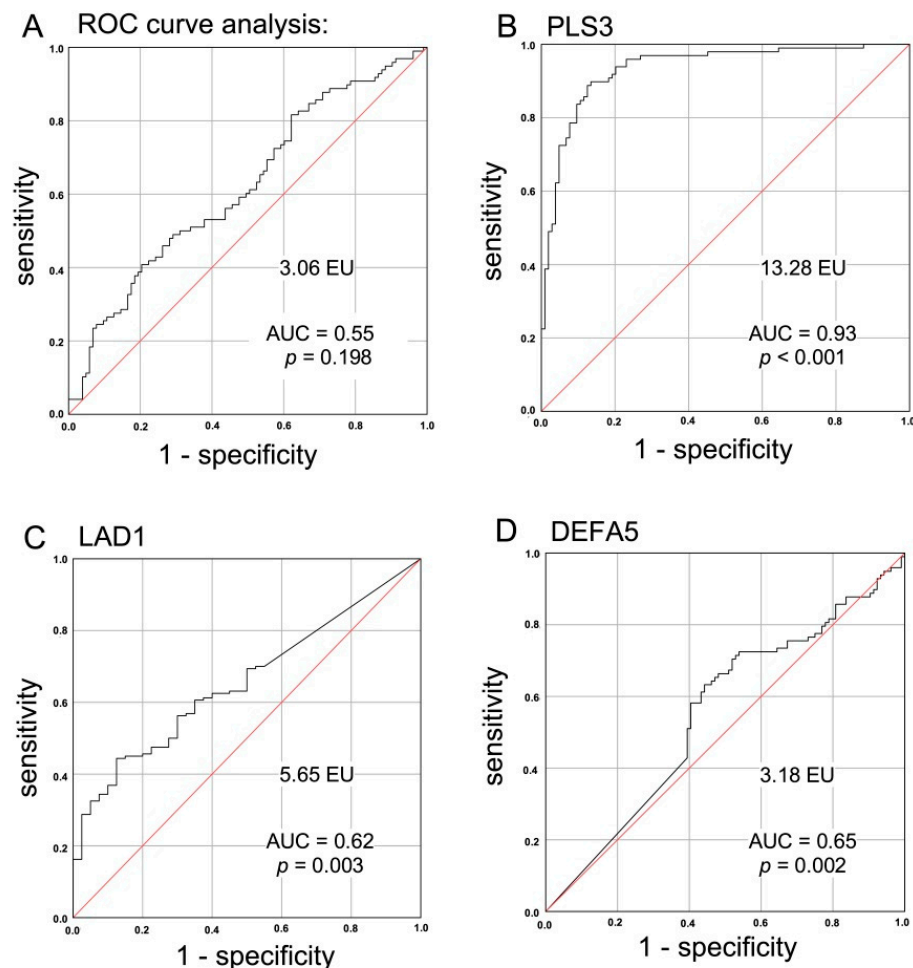 A ROC curve analysis:
1.0
0.8
0.6
0.4
0.2
0.0
sensitivity
3.06 EU
AUC = 0.55
p = 0.198
0.0 0.2 0.4 0.6 0.8 1.0
1 - specificity
B PLS3
1.0
0.8
0.6
0.4
0.2
0.0
sensitivity
13.28 EU
AUC = 0.93
p < 0.001
0.0 0.2 0.4 0.6 0.8 1.0
1 - specificity
C LAD1
1.0
0.8
0.6
0.4
0.2
0.0
sensitivity
5.65 EU
AUC = 0.62
p = 0.003
0.0 0.2 0.4 0.6 0.8 1.0
1 - specificity
D DEFA5
1.0
0.8
0.6
0.4
0.2
0.0
sensitivity
3.18 EU
AUC = 0.65
p = 0.002
0.0 0.2 0.4 0.6 0.8 1.0
1 - specificity